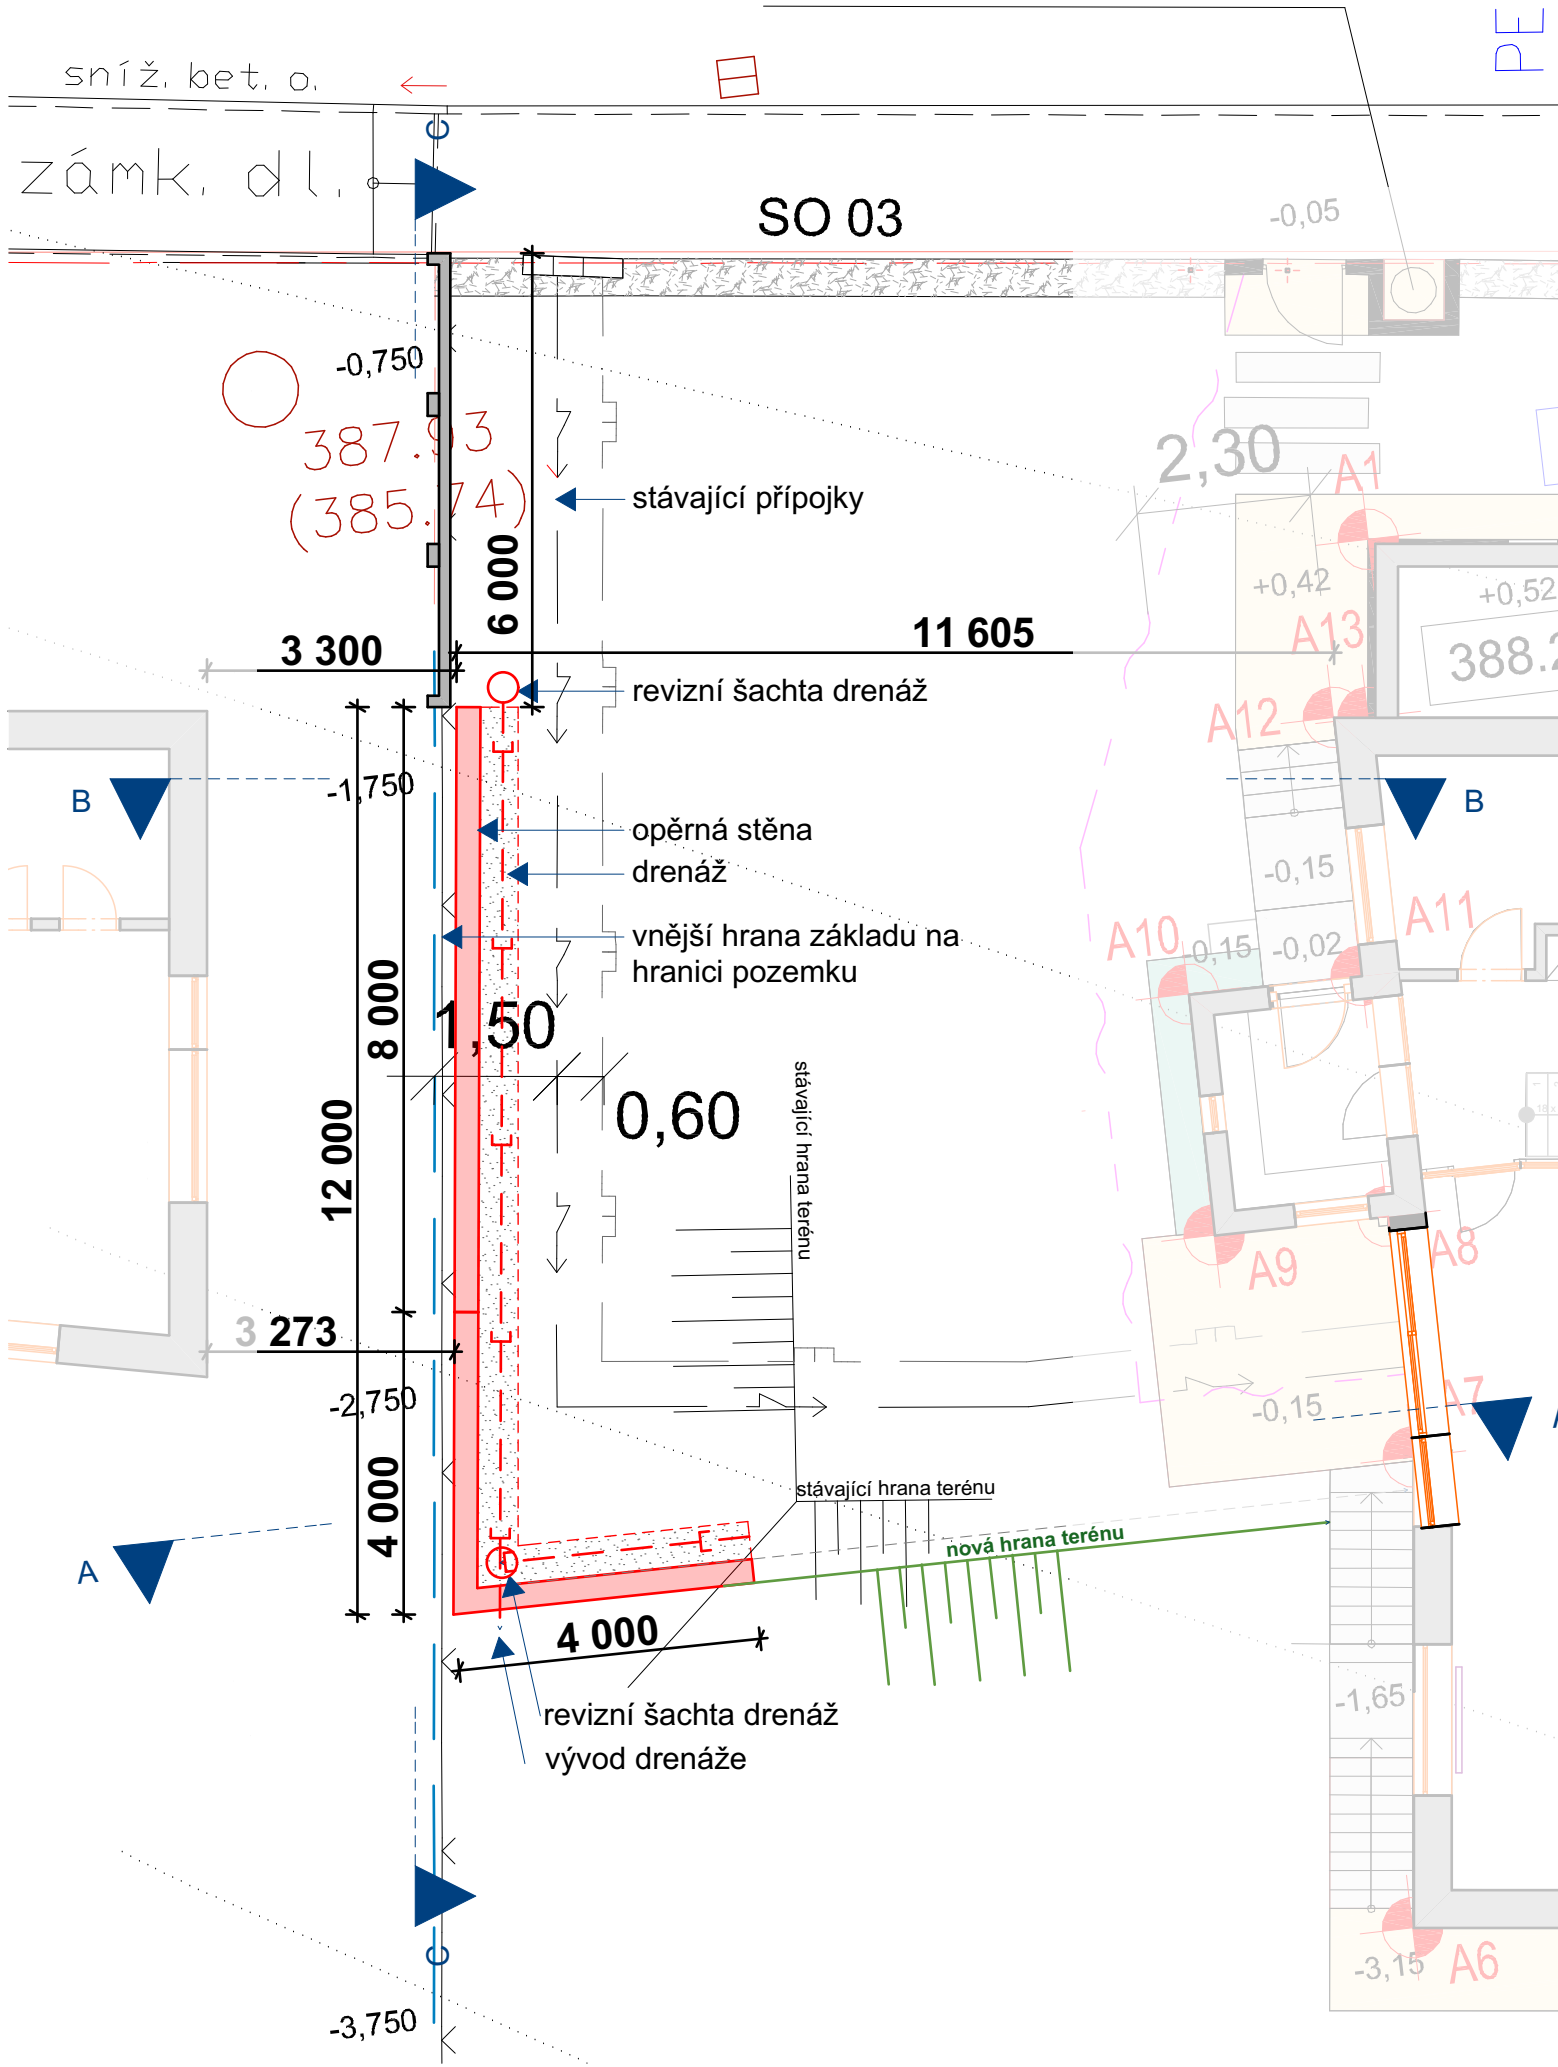 PE
sníž. bet. o.
C
zámk. dl.
SO 03
-0,05
-0,750
387.93
(385.74)
2,30
A1
stávající přípojky
6 000
+0,42
+0,52
A13
3 300
11 605
388.2
revizní šachta drenáž
A12
-1,750
B
B
opěrná stěna
drenáž
-0,15
A11
A10
-0,15
-0,02
vnější hrana základu na
hranici pozemku
8 000
1,50
0,60
stávající hrana terénu
12 000
A9
A8
3 273
-2,750
-0,15
A7
4 000
stávající hrana terénu
nová hrana terénu
A
4 000
-1,65
revizní šachta drenáž
vývod drenáže
C
-3,15
A6
-3,750